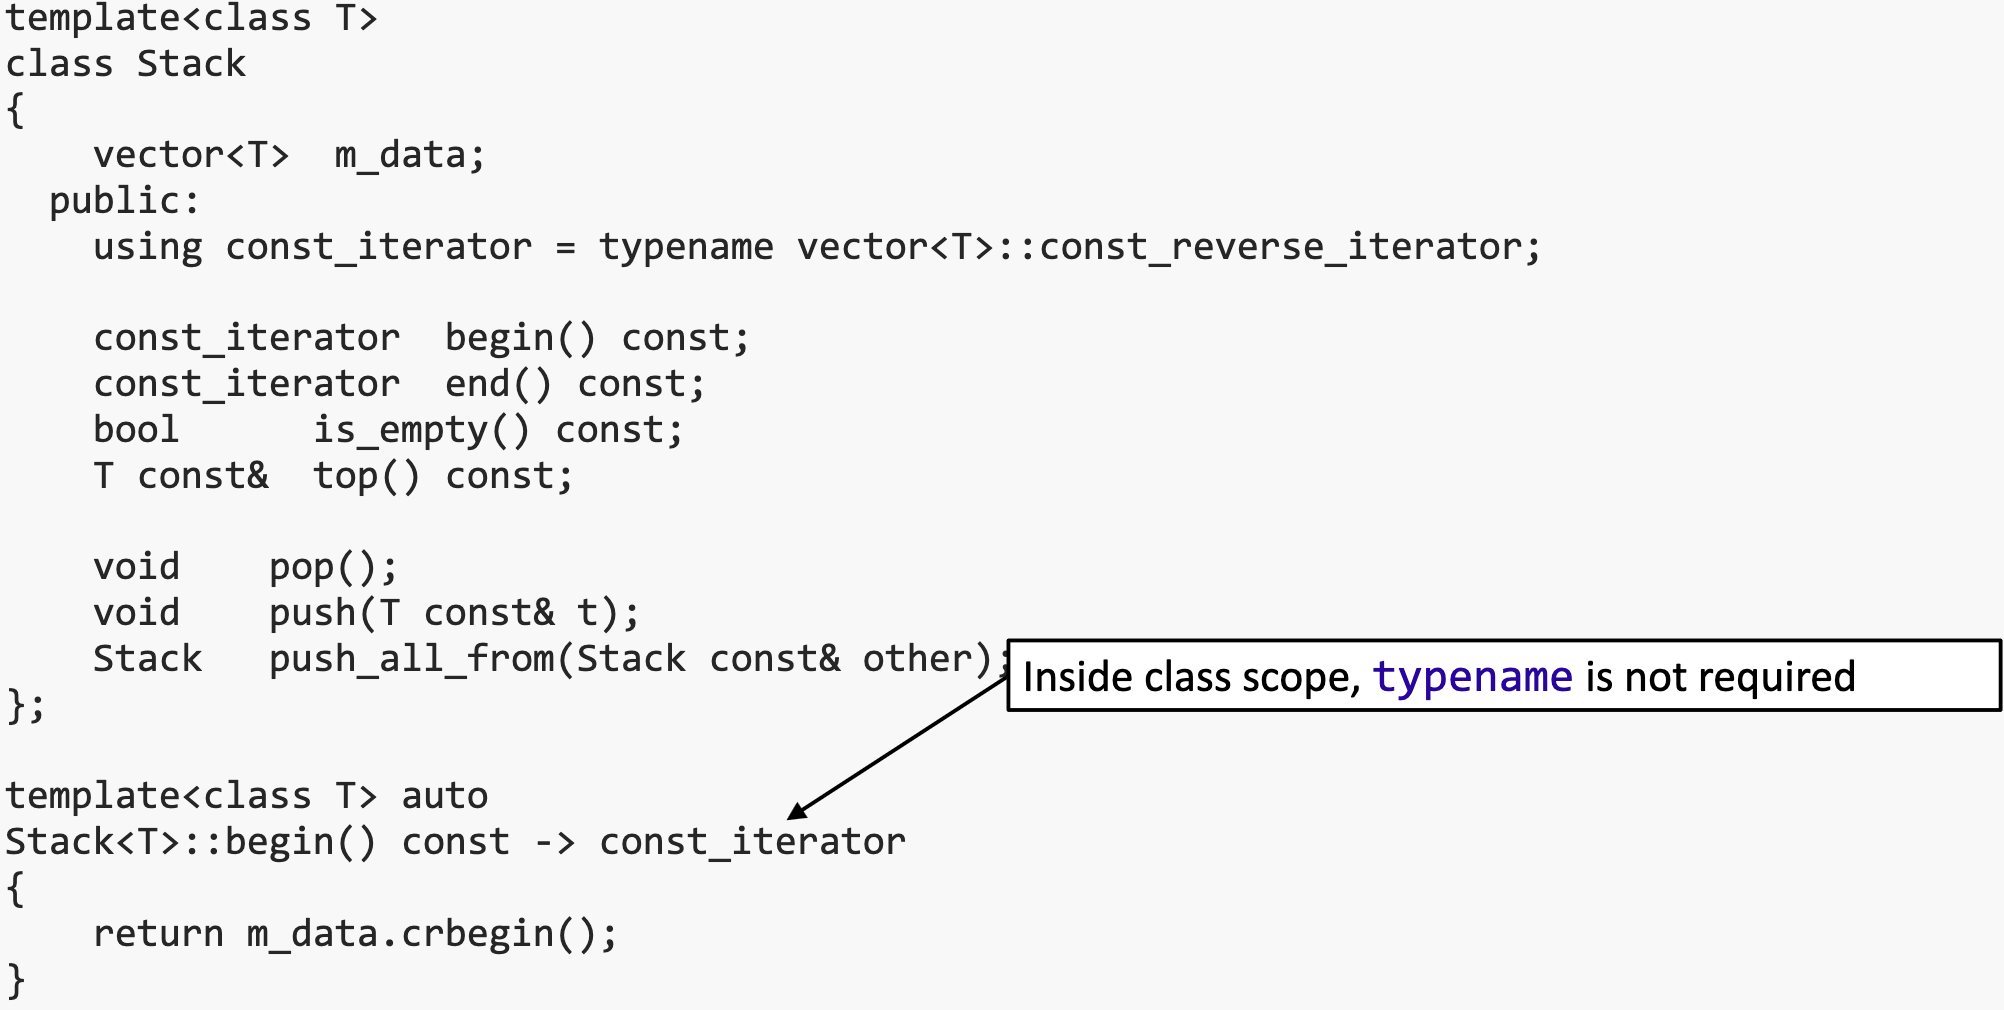 template<class T>
class Stack
{
    vector<T>  m_data;
  public:
    using const_iterator = typename vector<T>::const_reverse_iterator;

    const_iterator  begin() const;
    const_iterator  end() const;
    bool      is_empty() const;
    T const&  top() const;

    void    pop();
    void    push(T const& t);
    Stack   push_all_from(Stack const& other);
Inside class scope, typename is not required
};

template<class T> auto
Stack<T>::begin() const -> const_iterator
{
    return m_data.crbegin();
}